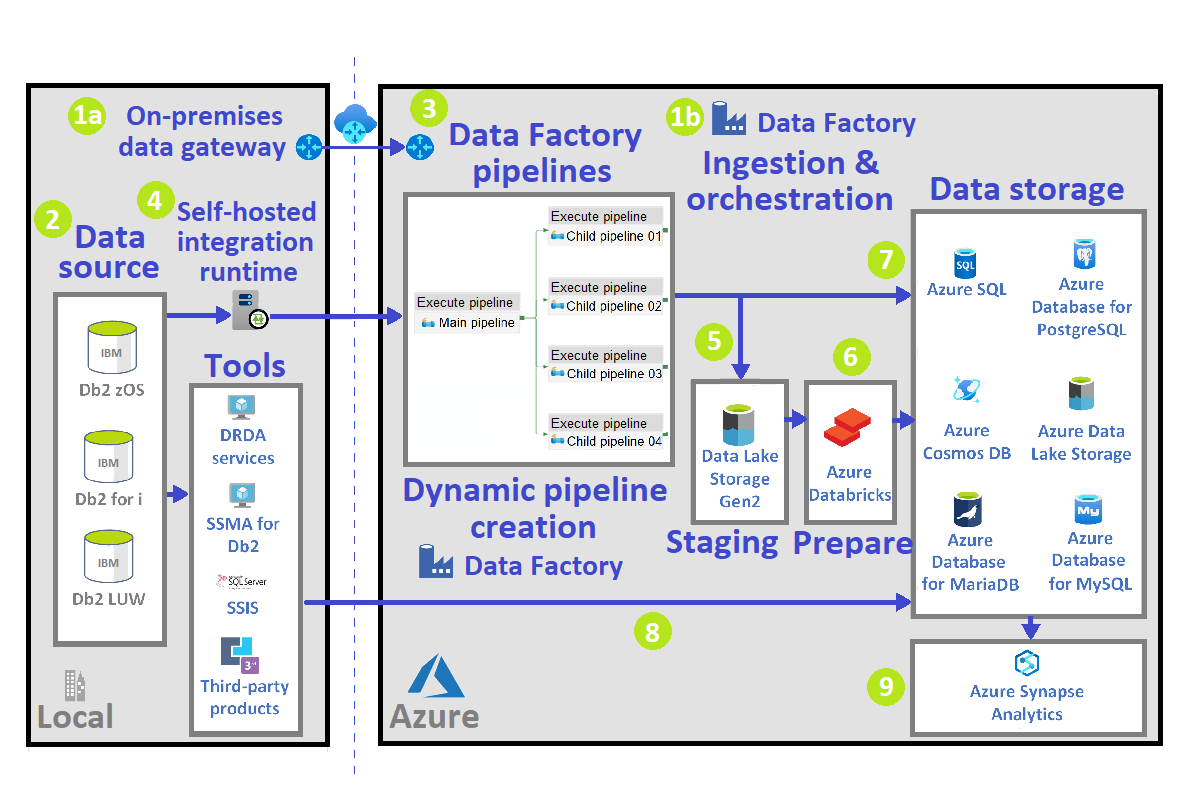 1a
On-premises
data gateway
2
Data
source
4
Self-hosted
integration
runtime
IBM
Db2 zOS
IBM
Db2 for i
IBM
Db2 LUW
Tools
DRDA
services
SSMA for
Db2
SQL Server
SSIS
3rd
Third-party
products
Local
3
Data Factory
pipelines
Execute pipeline
Main pipeline
Execute pipeline
Child pipeline 01
Execute pipeline
Child pipeline 02
Execute pipeline
Child pipeline 03
Execute pipeline
Child pipeline 04
Dynamic pipeline
creation
Data Factory
1b
Data Factory
Ingestion &
orchestration
5
Data Lake
Storage
Gen2
Staging
6
Azure
Databricks
Prepare
7
Data storage
SQL
Azure SQL
Azure
Database for
PostgreSQL
Azure
Cosmos DB
Azure Data
Lake Storage
Azure
Database
for MariaDB
My
Azure
Database
for MySQL
8
9
Azure Synapse
Analytics
Azure